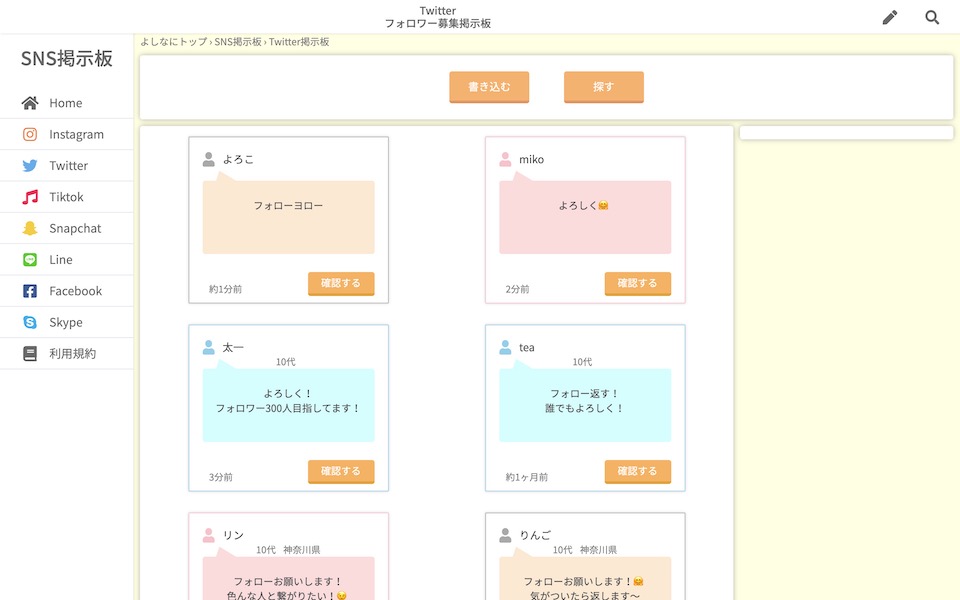 Twitter
フォロワー募集掲示板
SNS掲示板
Home
Instagram
Twitter
Tiktok
Snapchat
Line
Facebook
Skype
利用規約
よしなにトップ › SNS掲示板 › Twitter掲示板
書き込む
探す
よろこ
フォローヨロー
約1分前
確認する
miko
よろしく🤗
2分前
確認する
太一
10代
よろしく！
フォロワー300人目指してます！
3分前
確認する
tea
10代
フォロー返す！
誰でもよろしく！
約1ヶ月前
確認する
リン
10代 神奈川県
フォローお願いします！
色んな人と繋がりたい！😉
りんご
10代 神奈川県
フォローお願いします！🤗
気がついたら返します〜